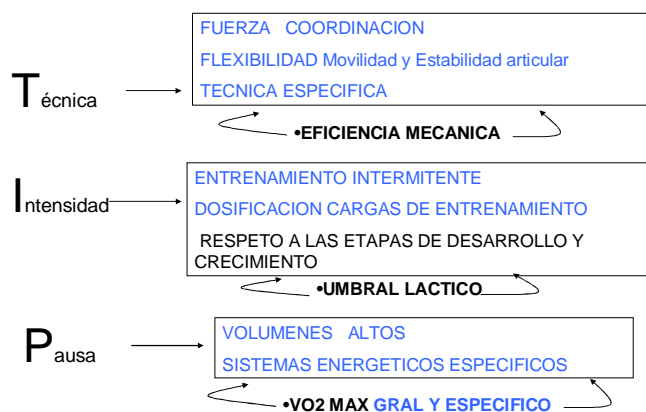 FUERZA COORDINACION
FLEXIBILIDAD Movilidad y Estabilidad articular
Técnica
TECNICA ESPECIFICA
•EFICIENCIA MECANICA
ENTRENAMIENTO INTERMITENTE
Intensidad
DOSIFICACION CARGAS DE ENTRENAMIENTO
RESPETO A LAS ETAPAS DE DESARROLLO Y
CRECIMIENTO
•UMBRAL LACTICO
VOLUMENES ALTOS
Pausa
SISTEMAS ENERGETICOS ESPECIFICOS
•VO2 MAX GRAL Y ESPECIFICO